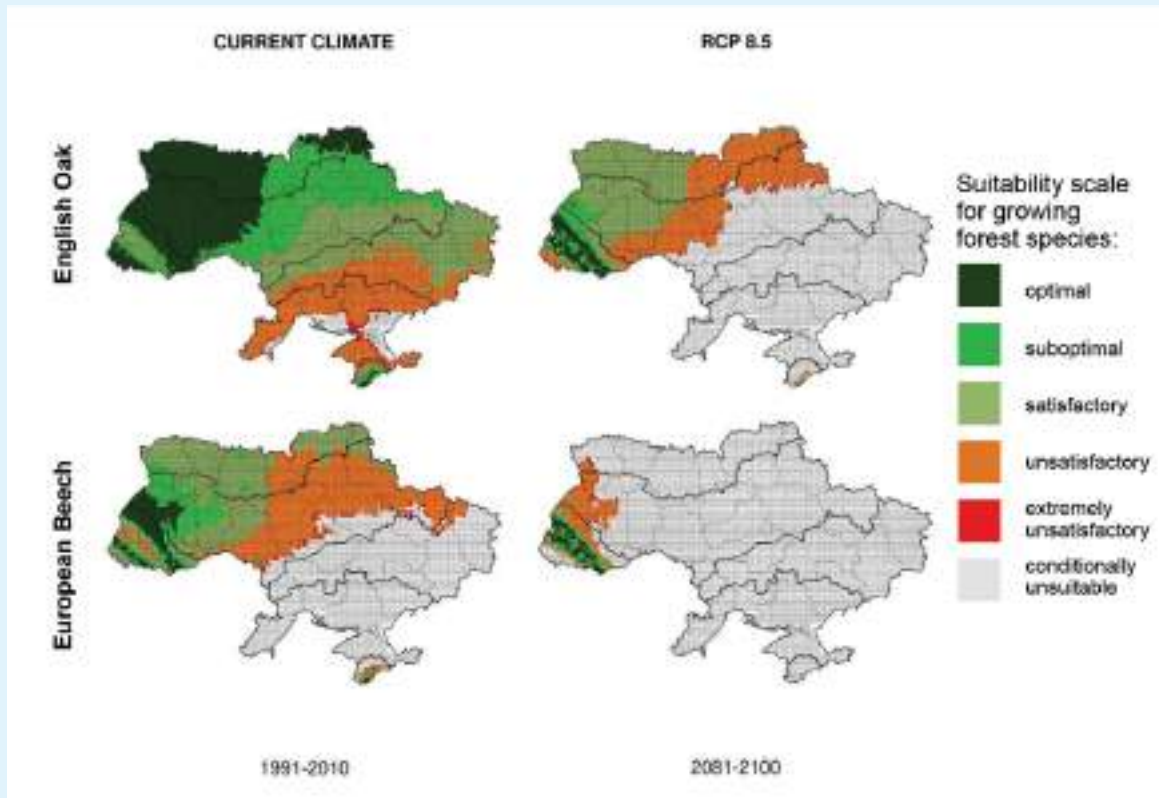 CURRENT CLIMATE
RCP 8.5
English Oak
European Beech
Suitability scale
for growing
forest species:
optimal
suboptimal
satisfactory
unsatisfactory
extremely
unsatisfactory
conditionally
unsuitable
1991-2010
2081-2100